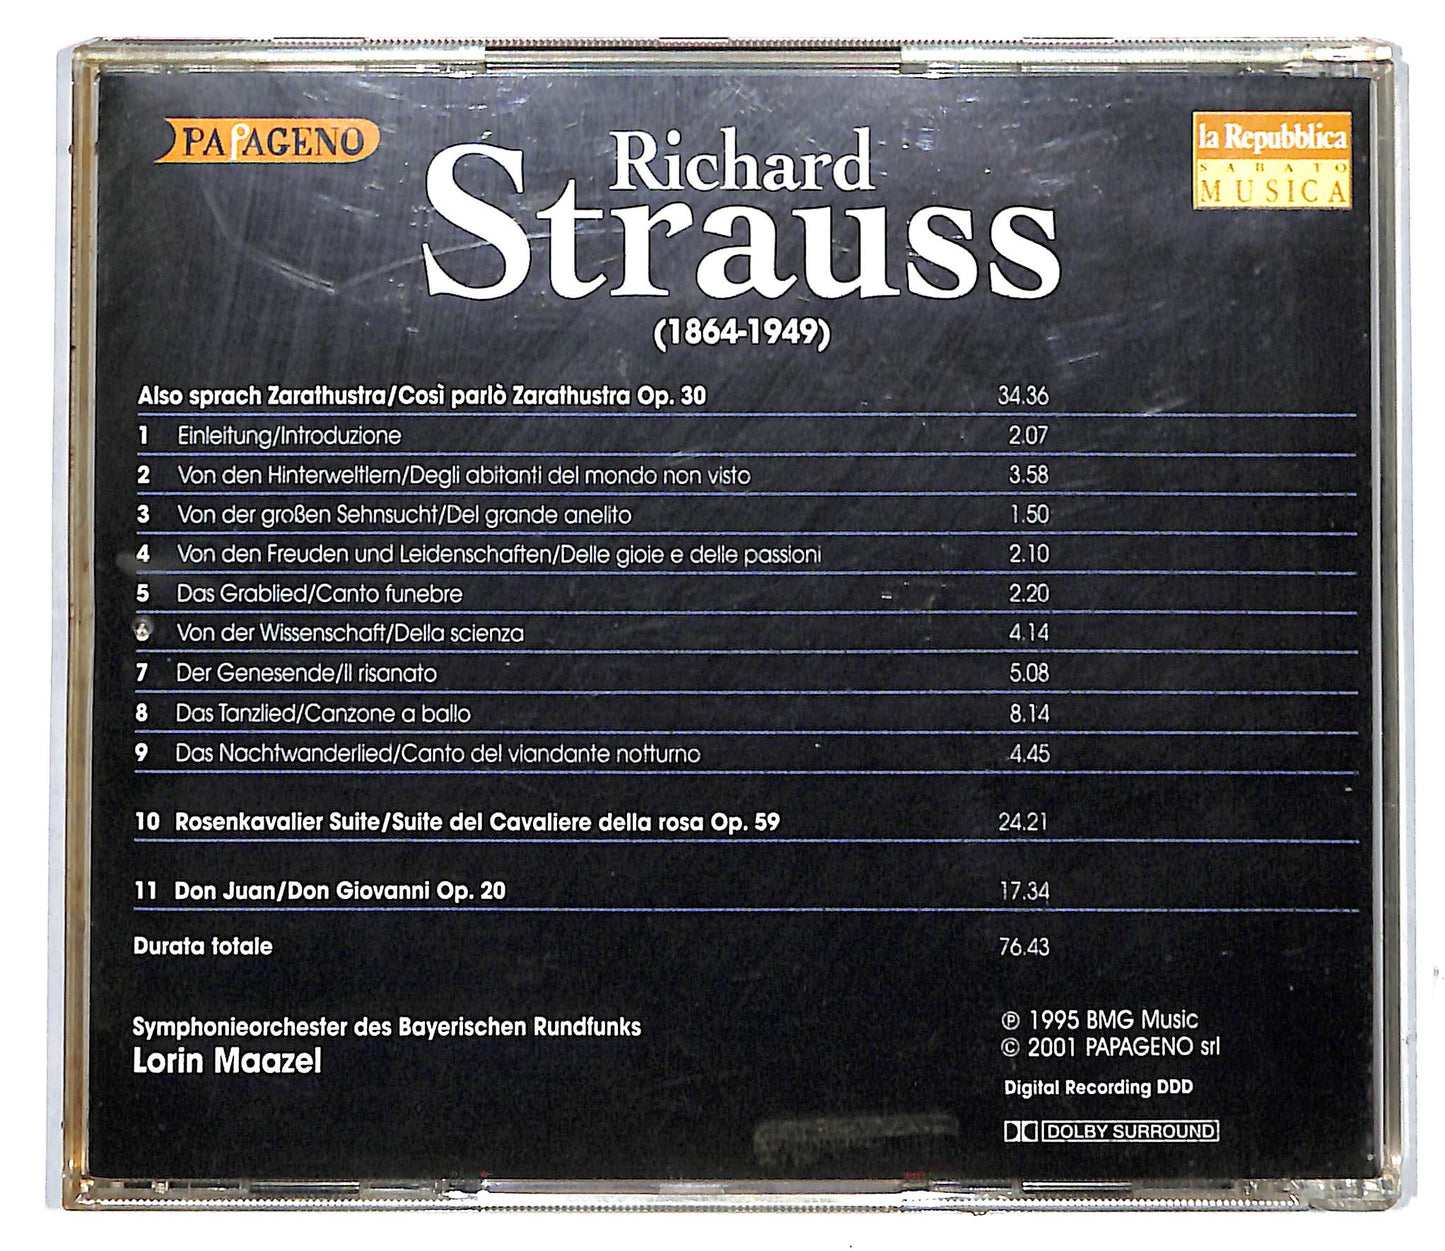 PAPAGENO
la Repubblica
SABATO
MUSICA
Richard
Strauss
(1864-1949)
Also sprach Zarathustra/Così parlò Zarathustra Op. 30 34.36
1 Einleitung/Introduzione 2.07
2 Von den Hinterweltlern/Degli abitanti del mondo non visto 3.58
3 Von der großen Sehnsucht/Del grande anelito 1.50
4 Von den Freuden und Leidenschaften/Delle gioie e delle passioni 2.10
5 Das Grablied/Canto funebre 2.20
6 Von der Wissenschaft/Della scienza 4.14
7 Der Genesende/Il risanato 5.08
8 Das Tanzlied/Canzone a ballo 8.14
9 Das Nachtwanderlied/Canto del viandante notturno 4.45
10 Rosenkavalier Suite/Suite del Cavaliere della rosa Op. 59 24.21
11 Don Juan/Don Giovanni Op. 20 17.34
Durata totale 76.43
Symphonieorchester des Bayerischen Rundfunks
Lorin Maazel
℗ 1995 BMG Music
© 2001 PAPAGENO srl
Digital Recording DDD
DOLBY SURROUND